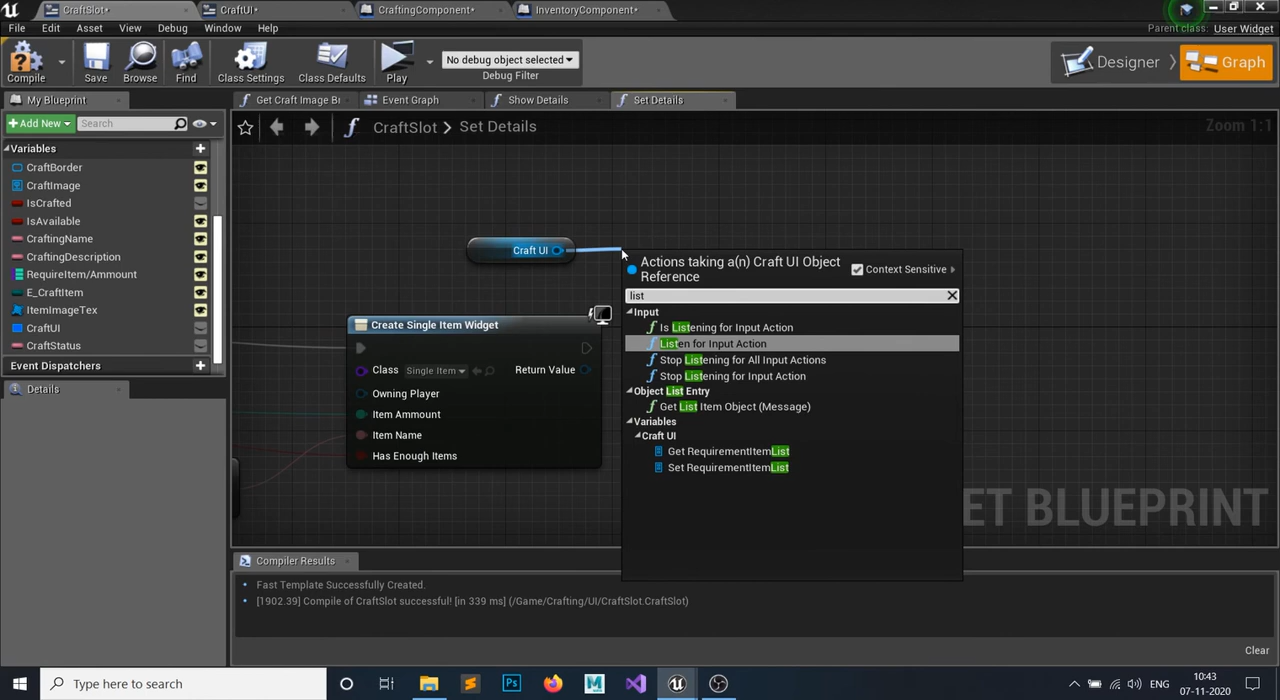 CraftSlot*
CraftUI*
CraftingComponent*
InventoryComponent*
File Edit Asset View Debug Window Help
Parent class: User Widget
Compile
Save
Browse
Find
Class Settings
Class Defaults
Play
No debug object selected
Debug Filter
Designer
Graph
My Blueprint
Get Craft Image Br
Event Graph
Show Details
Set Details
Add New
Search
CraftSlot > Set Details
Zoom 1:1
Variables
CraftBorder
CraftImage
IsCrafted
IsAvailable
CraftingName
CraftingDescription
RequireItem/Ammount
E_CraftItem
ItemImageTex
CraftUI
CraftStatus
Event Dispatchers
Details
Craft UI
Create Single Item Widget
Class Single Item
Return Value
Owning Player
Item Ammount
Item Name
Has Enough Items
Actions taking a(n) Craft UI Object
Reference
Context Sensitive
list
Input
Is Listening for Input Action
Listen for Input Action
Stop Listening for All Input Actions
Stop Listening for Input Action
Object List Entry
Get List Item Object (Message)
Variables
Craft UI
Get RequirementItemList
Set RequirementItemList
ET BLUEPRINT
Compiler Results
Fast Template Successfully Created.
[1902.39] Compile of CraftSlot successful! [in 339 ms] (/Game/Crafting/UI/CraftSlot.CraftSlot)
Clear
Type here to search
Ps
M
ENG
10:43
07-11-2020